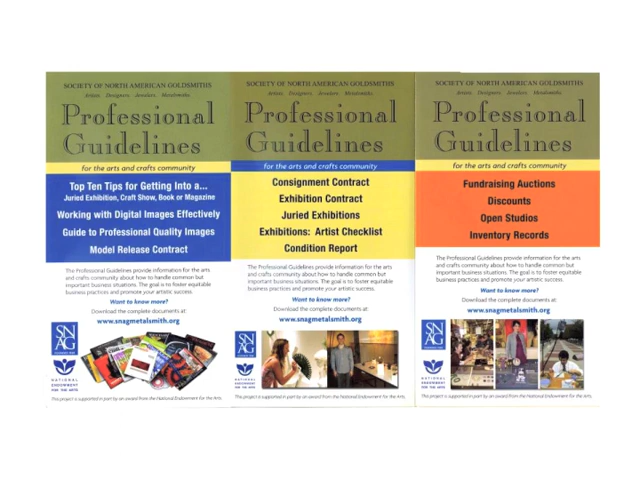 SOCIETY OF NORTH AMERICAN GOLDSMITHS
Artists. Designers. Jewelers. Metalsmiths.
Professional
Guidelines
for the arts and crafts community
Top Ten Tips for Getting Into a...
Juried Exhibition, Craft Show, Book or Magazine
Working with Digital Images Effectively
Guide to Professional Quality Images
Model Release Contract
The Professional Guidelines provide information for the arts
and crafts community about how to handle common but
important business situations. The goal is to foster equitable
business practices and promote your artistic success.
Want to know more?
Download the complete documents at:
www.snagmetalsmith.org
SN
AG
NATIONAL
ENDOWMENT
FOR THE ARTS
This project is supported in part by an award from the National Endowment for the Arts.
SOCIETY OF NORTH AMERICAN GOLDSMITHS
Artists. Designers. Jewelers. Metalsmiths.
Professional
Guidelines
for the arts and crafts community
Consignment Contract
Exhibition Contract
Juried Exhibitions
Exhibitions: Artist Checklist
Condition Report
The Professional Guidelines provide information for the arts
and crafts community about how to handle common but
important business situations. The goal is to foster equitable
business practices and promote your artistic success.
Want to know more?
Download the complete documents at:
www.snagmetalsmith.org
SN
AG
NATIONAL
ENDOWMENT
FOR THE ARTS
This project is supported in part by an award from the National Endowment for the Arts.
SOCIETY OF NORTH AMERICAN GOLDSMITHS
Artists. Designers. Jewelers. Metalsmiths.
Professional
Guidelines
for the arts and crafts community
Fundraising Auctions
Discounts
Open Studios
Inventory Records
The Professional Guidelines provide information for the arts
and crafts community about how to handle common but
important business situations. The goal is to foster equitable
business practices and promote your artistic success.
Want to know more?
Download the complete documents at:
www.snagmetalsmith.org
SN
AG
NATIONAL
ENDOWMENT
FOR THE ARTS
This project is supported in part by an award from the National Endowment for the Arts.